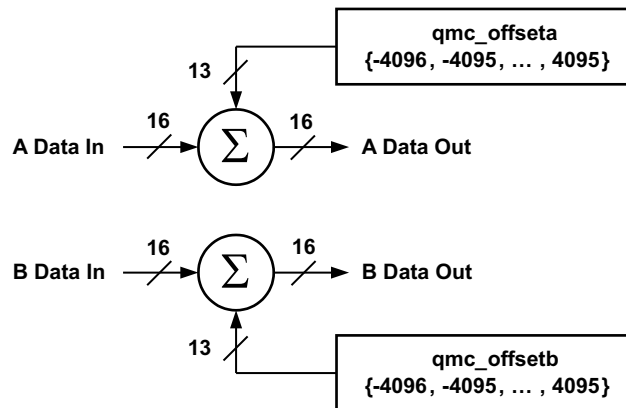 qmc_offseta
{-4096, -4095, … , 4095}
13
16
16
A Data In
Σ
A Data Out
16
16
B Data In
Σ
B Data Out
13
qmc_offsetb
{-4096, -4095, … , 4095}